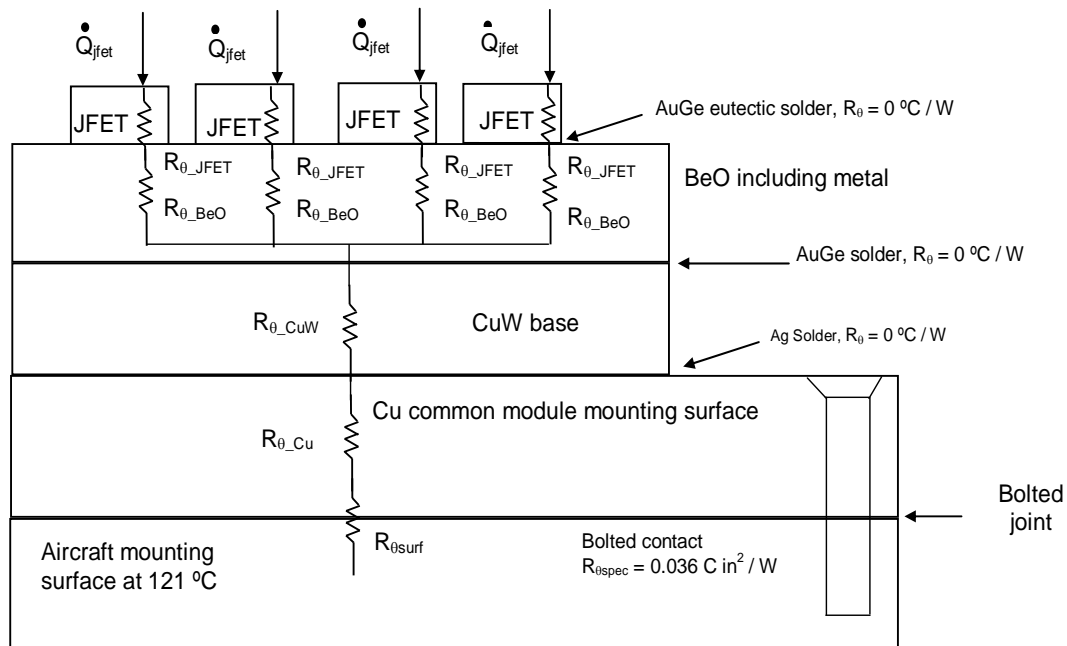 Q̇jfet Q̇jfet Q̇jfet Q̇jfet
JFET JFET JFET JFET
AuGe eutectic solder, Rθ = 0 ºC / W
Rθ_JFET Rθ_JFET Rθ_JFET Rθ_JFET
BeO including metal
Rθ_BeO Rθ_BeO Rθ_BeO Rθ_BeO
AuGe solder, Rθ = 0 ºC / W
Rθ_CuW
CuW base
Ag Solder, Rθ = 0 ºC / W
Cu common module mounting surface
Rθ_Cu
Bolted
joint
Rθsurf
Aircraft mounting
surface at 121 ºC
Bolted contact
Rθspec = 0.036 C in² / W